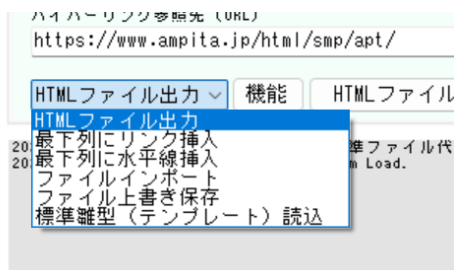 ハイパーリンク参照先 (URL)
https://www.ampita.jp/html/smp/apt/
HTMLファイル出力 機能 HTMLファイル
HTMLファイル出力
最下列にリンク挿入
最下列に水平線挿入
ファイルインポート
ファイル上書き保存
標準雛型（テンプレート）読込
20
準ファイル代
20
m Load.